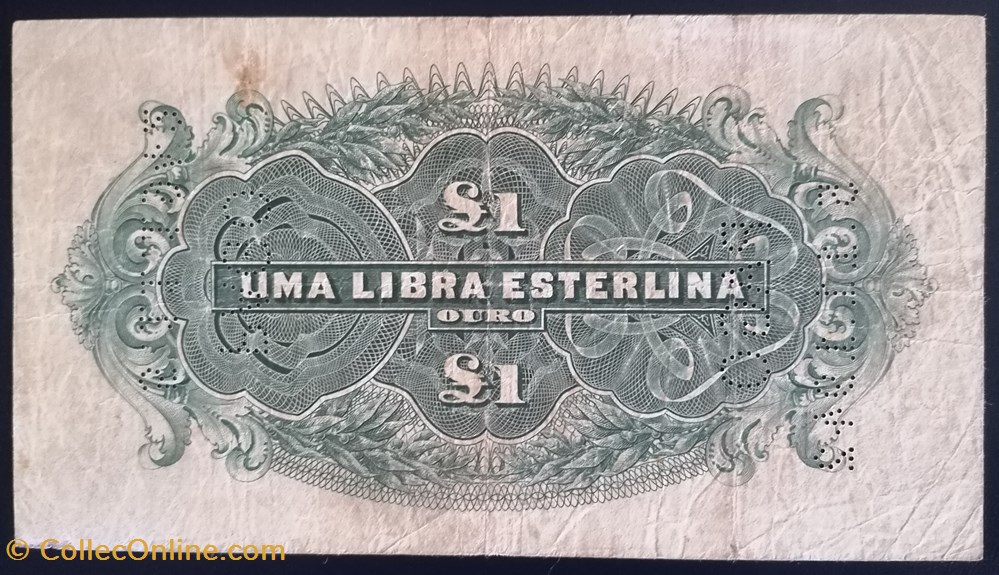 £1
UMA LIBRA ESTERLINA
OURO
£1
© CollecOnline.com